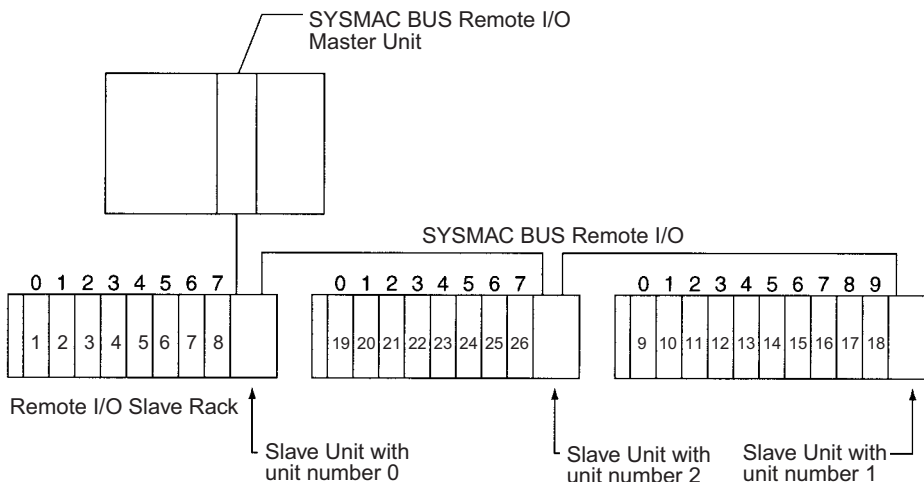 SYSMAC BUS Remote I/O
Master Unit
SYSMAC BUS Remote I/O
0 1 2 3 4 5 6 7
0 1 2 3 4 5 6 7
0 1 2 3 4 5 6 7 8 9
1 2 3 4 5 6 7 8
19 20 21 22 23 24 25 26
9 10 11 12 13 14 15 16 17 18
Remote I/O Slave Rack
Slave Unit with
unit number 0
Slave Unit with
unit number 2
Slave Unit with
unit number 1